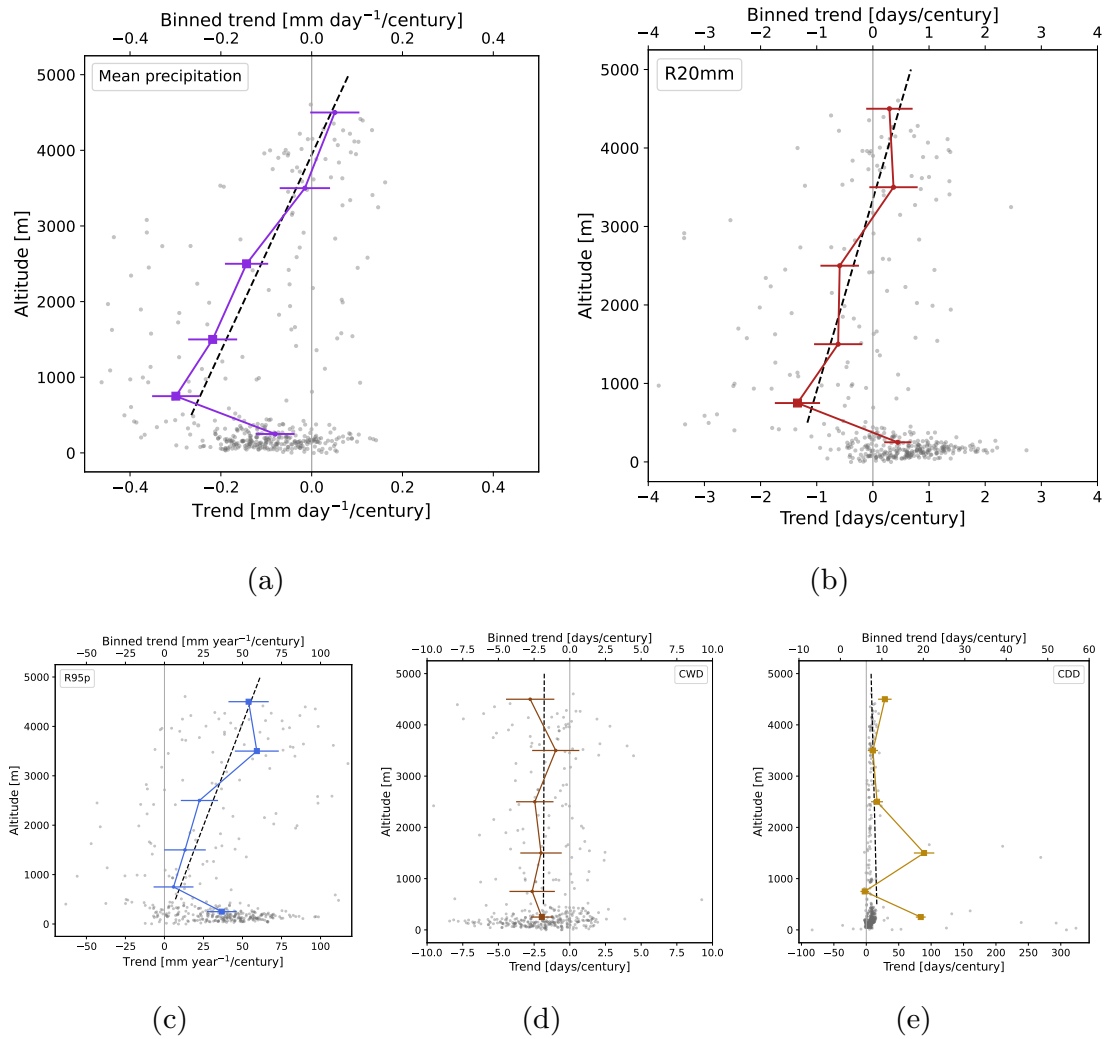 Binned trend [mm day⁻¹/century]
−0.4 −0.2 0.0 0.2 0.4
Mean precipitation
5000
4000
3000
2000
1000
0
Altitude [m]
−0.4 −0.2 0.0 0.2 0.4
Trend [mm day⁻¹/century]
(a)
Binned trend [days/century]
−4 −3 −2 −1 0 1 2 3 4
R20mm
5000
4000
3000
2000
1000
0
Altitude [m]
−4 −3 −2 −1 0 1 2 3 4
Trend [days/century]
(b)
Binned trend [mm year⁻¹/century]
−50 −25 0 25 50 75 100
R95p
5000
4000
3000
2000
1000
0
Altitude [m]
−50 −25 0 25 50 75 100
Trend [mm year⁻¹/century]
(c)
Binned trend [days/century]
−10.0 −7.5 −5.0 −2.5 0.0 2.5 5.0 7.5 10.0
CWD
5000
4000
3000
2000
1000
0
Altitude [m]
−10.0 −7.5 −5.0 −2.5 0.0 2.5 5.0 7.5 10.0
Trend [days/century]
(d)
Binned trend [days/century]
−10 0 10 20 30 40 50 60
CDD
5000
4000
3000
2000
1000
0
Altitude [m]
−100 −50 0 50 100 150 200 250 300
Trend [days/century]
(e)